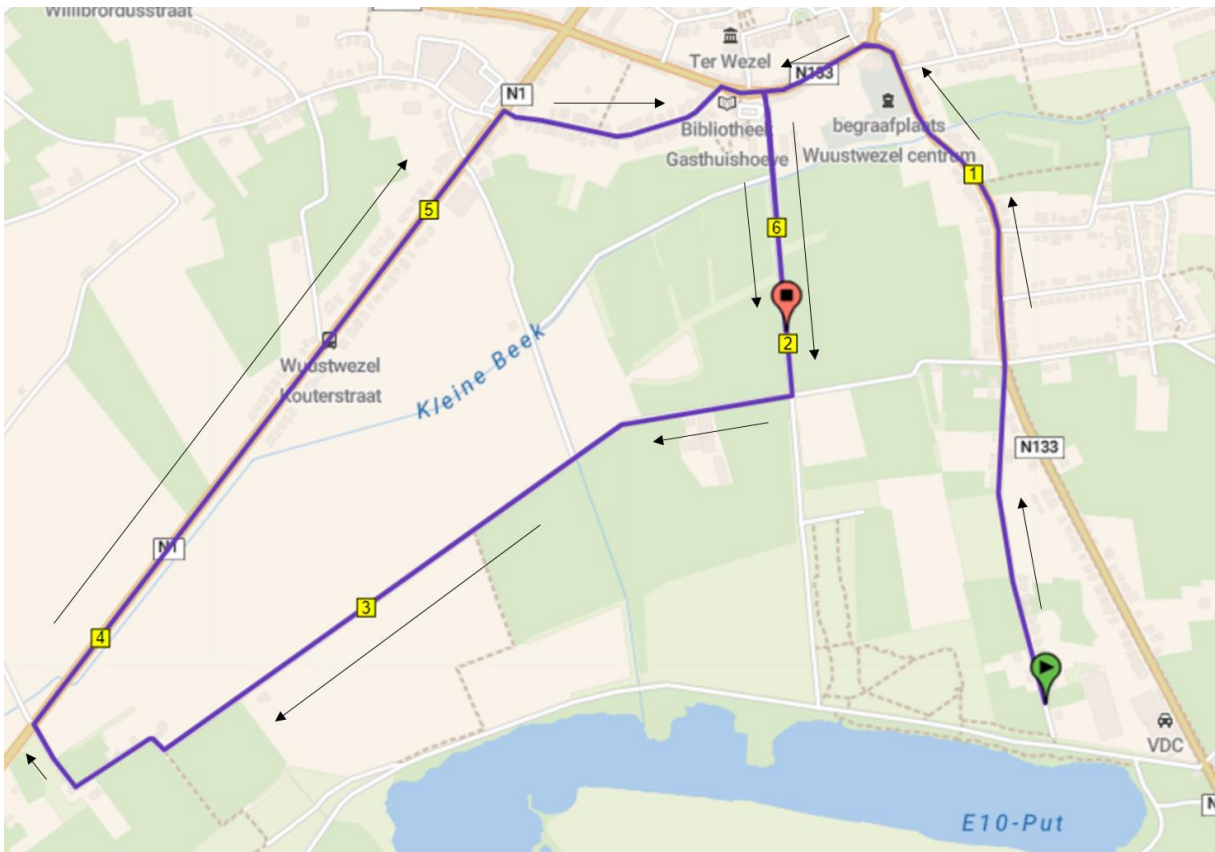 Willibrordusstraat
Ter Wezel
N133
N1
Bibliotheek
Gasthuishoeve
begraafplaats
Wuustwezel centrum
1
5
6
2
Wuustwezel
Kouterstraat
Kleine Beek
N133
N1
3
4
VDC
N
E10-Put